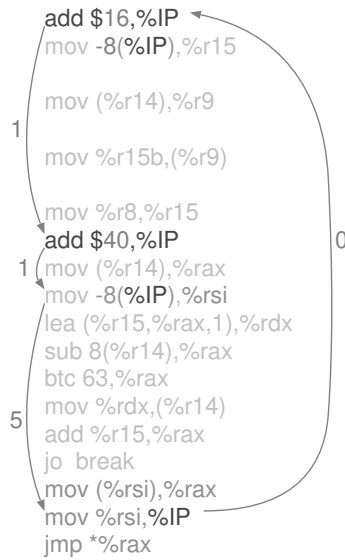 add $16,%IP
mov -8(%IP),%r15
mov (%r14),%r9
1
mov %r15b,(%r9)
mov %r8,%r15
add $40,%IP
0
1
mov (%r14),%rax
mov -8(%IP),%rsi
lea (%r15,%rax,1),%rdx
sub 8(%r14),%rax
btc 63,%rax
mov %rdx,(%r14)
5
add %r15,%rax
jo break
mov (%rsi),%rax
mov %rsi,%IP
jmp *%rax